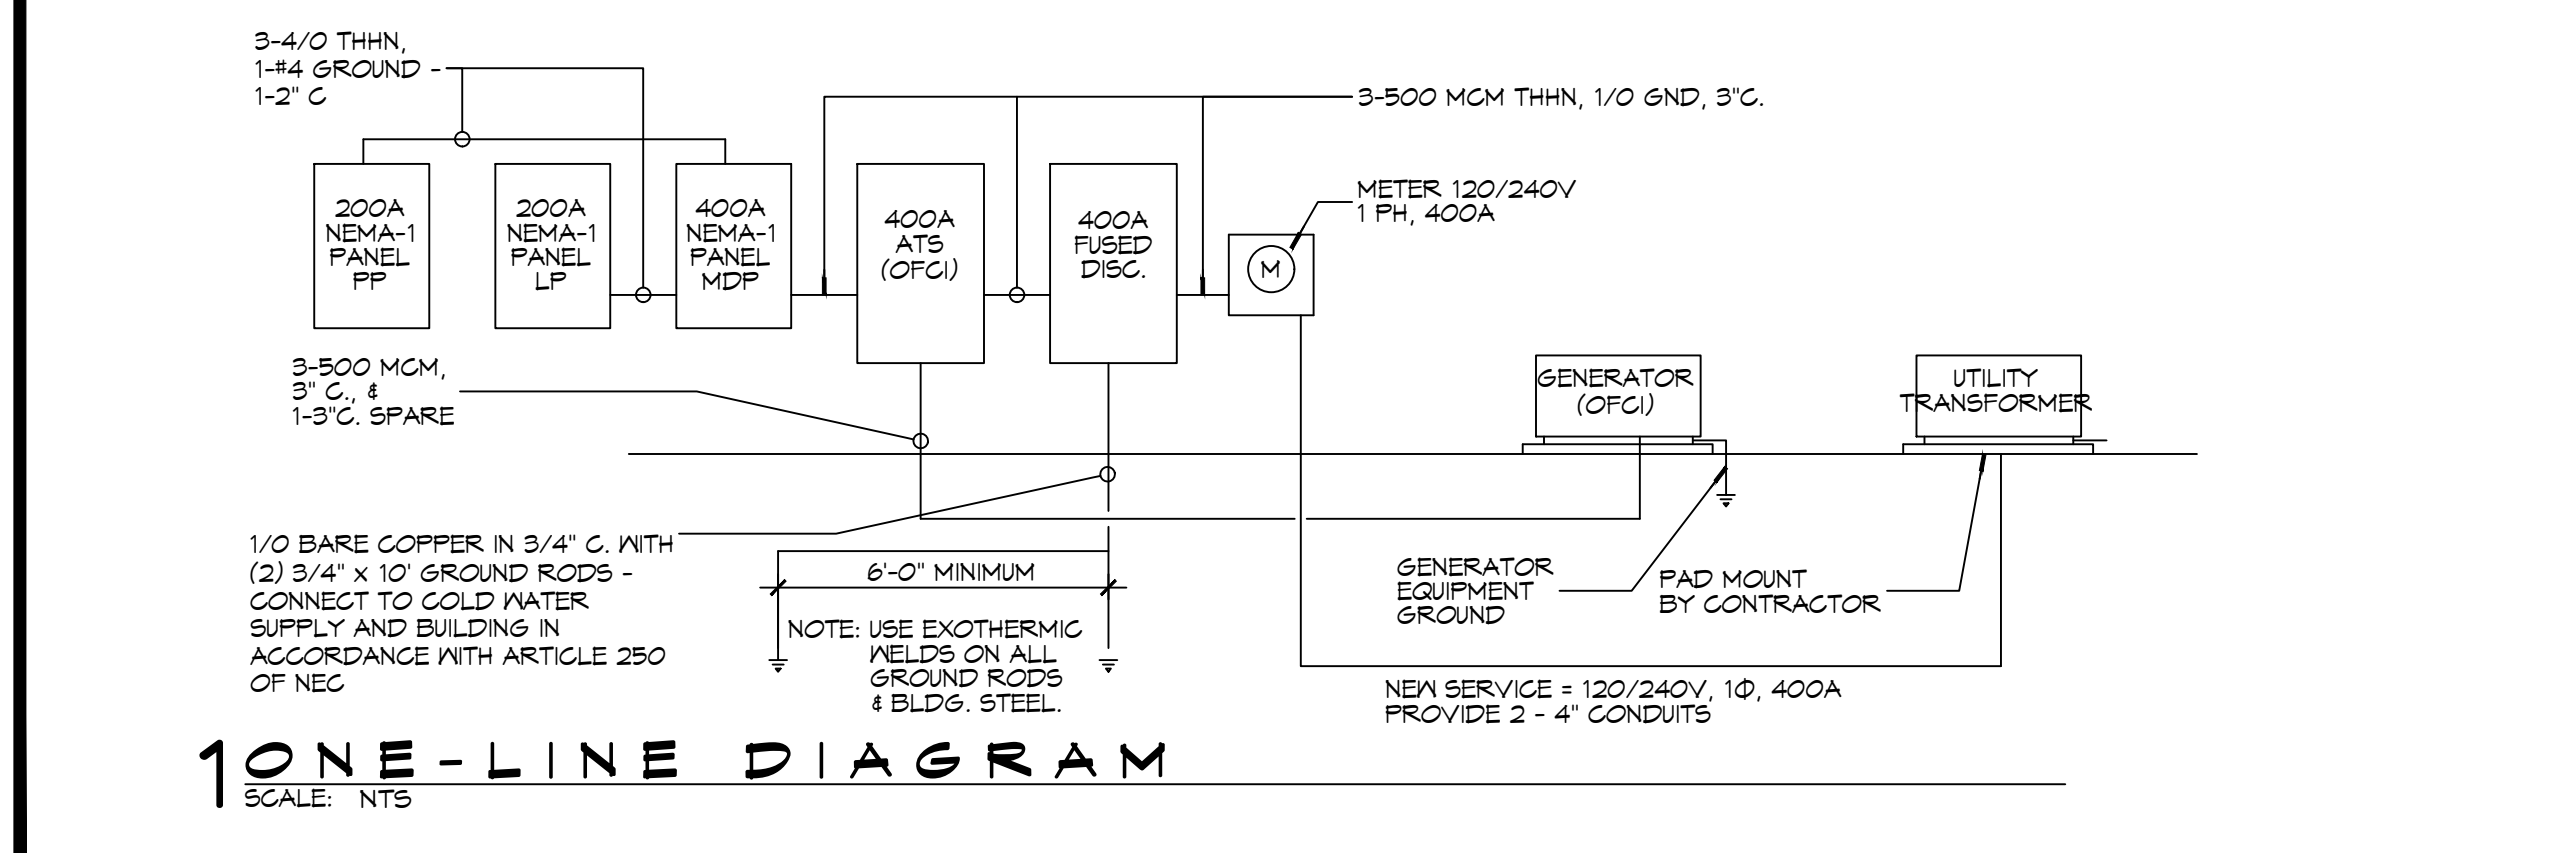 3-4/0 THHN,
1-#4 GROUND -
1-2" C
3-500 MCM THHN, 1/0 GND, 3"C.
METER 120/240V
1 PH, 400A
200A
NEMA-1
PANEL
PP
200A
NEMA-1
PANEL
LP
400A
NEMA-1
PANEL
MDP
400A
ATS
(OFCI)
400A
FUSED
DISC.
M
3-500 MCM,
3" C., &
1-3"C. SPARE
GENERATOR
(OFCI)
UTILITY
TRANSFORMER
1/0 BARE COPPER IN 3/4" C. WITH
(2) 3/4" x 10' GROUND RODS -
CONNECT TO COLD WATER
SUPPLY AND BUILDING IN
ACCORDANCE WITH ARTICLE 250
OF NEC
6'-0" MINIMUM
NOTE: USE EXOTHERMIC
WELDS ON ALL
GROUND RODS
& BLDG. STEEL.
GENERATOR
EQUIPMENT
GROUND
PAD MOUNT
BY CONTRACTOR
NEW SERVICE = 120/240V, 1Φ, 400A
PROVIDE 2 - 4" CONDUITS
1 ONE-LINE DIAGRAM
SCALE: NTS